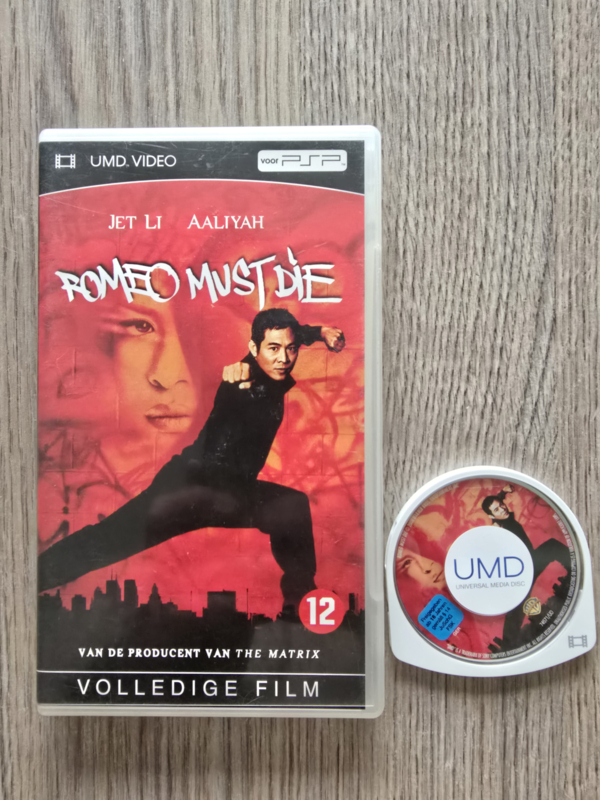 UMD. VIDEO
voor PSP™
JET LI AALIYAH
ROMEO MUST DIE
12
VAN DE PRODUCENT VAN THE MATRIX
VOLLEDIGE FILM
UMD
UNIVERSAL MEDIA DISC